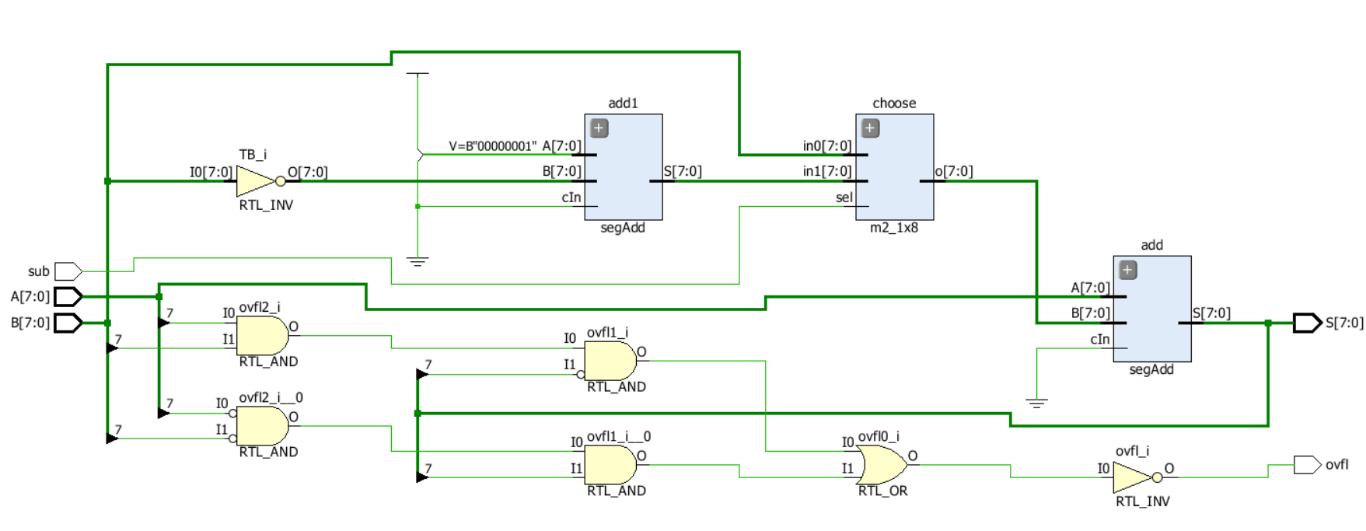 add1
choose
V=B"00000001" A[7:0]
in0[7:0]
TB_i
I0[7:0] O[7:0]
B[7:0] S[7:0]
in1[7:0] o[7:0]
RTL_INV
cIn
sel
segAdd
m2_1x8
add
sub
A[7:0]
A[7:0]
ovfl2_i
7 I0 O
B[7:0]
7 I1
RTL_AND
ovfl1_i
I0 O
7 I1
RTL_AND
B[7:0] S[7:0] S[7:0]
cIn
segAdd
ovfl2_i__0
7 I0 O
7 I1
RTL_AND
ovfl1_i__0
I0 O
7 I1
RTL_AND
ovfl0_i
I0 O
I1
RTL_OR
ovfl_i
I0 O
RTL_INV
ovfl